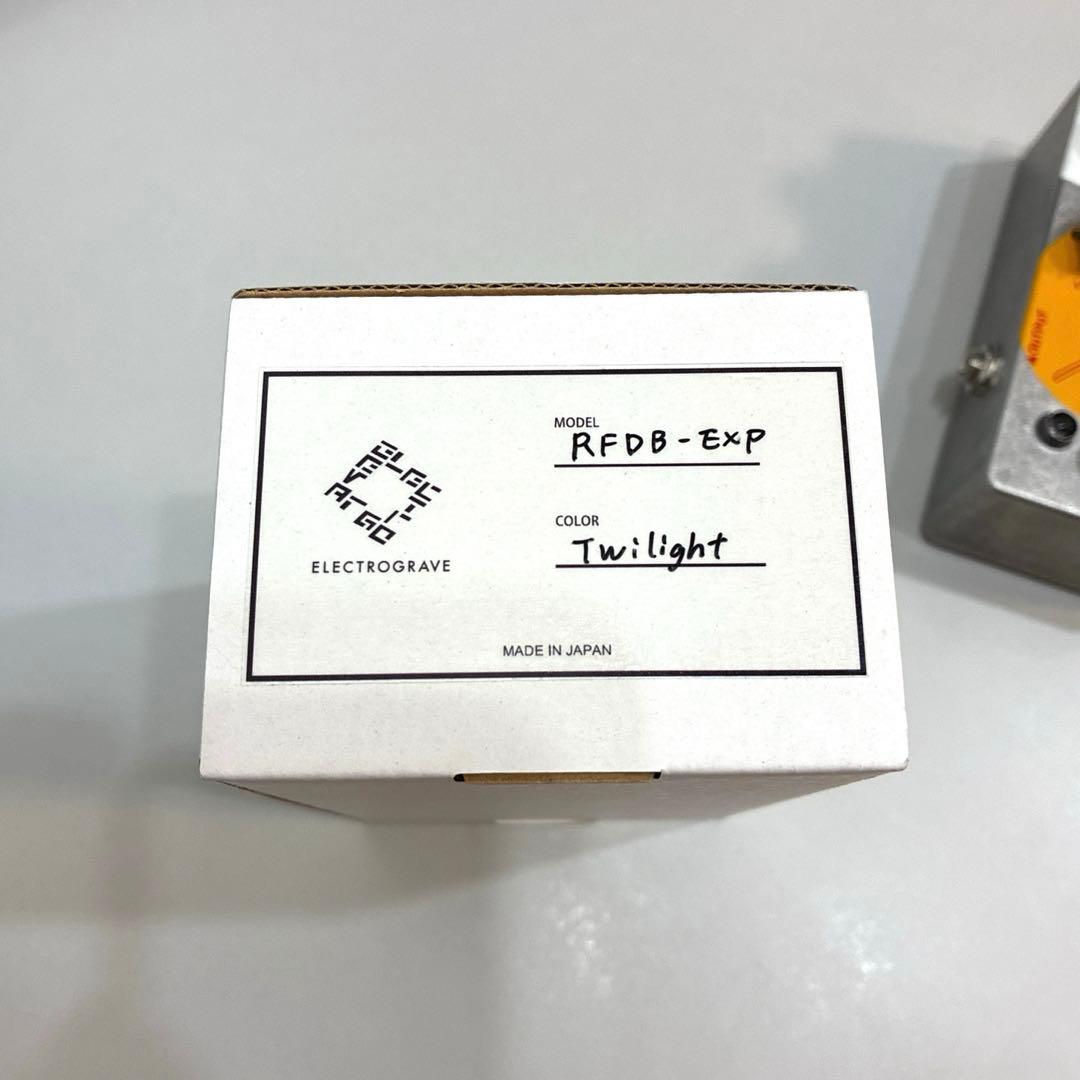 MODEL
RFDB-EXP
COLOR
Twilight
ELECTROGRAVE
MADE IN JAPAN